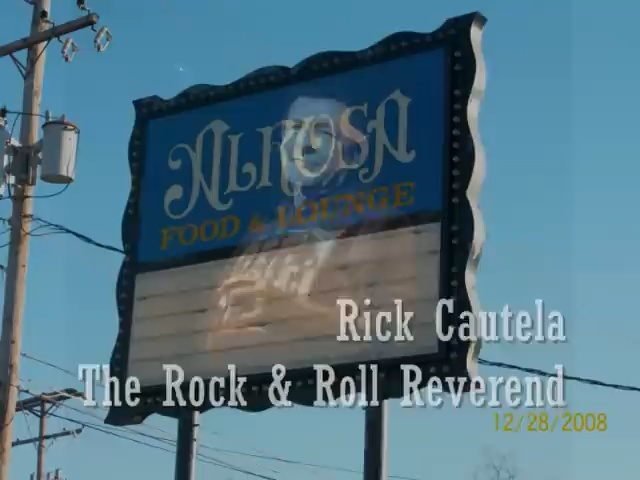 ALROSA
FOOD & LOUNGE
Rick Cautela
The Rock & Roll Reverend
12/28/2008